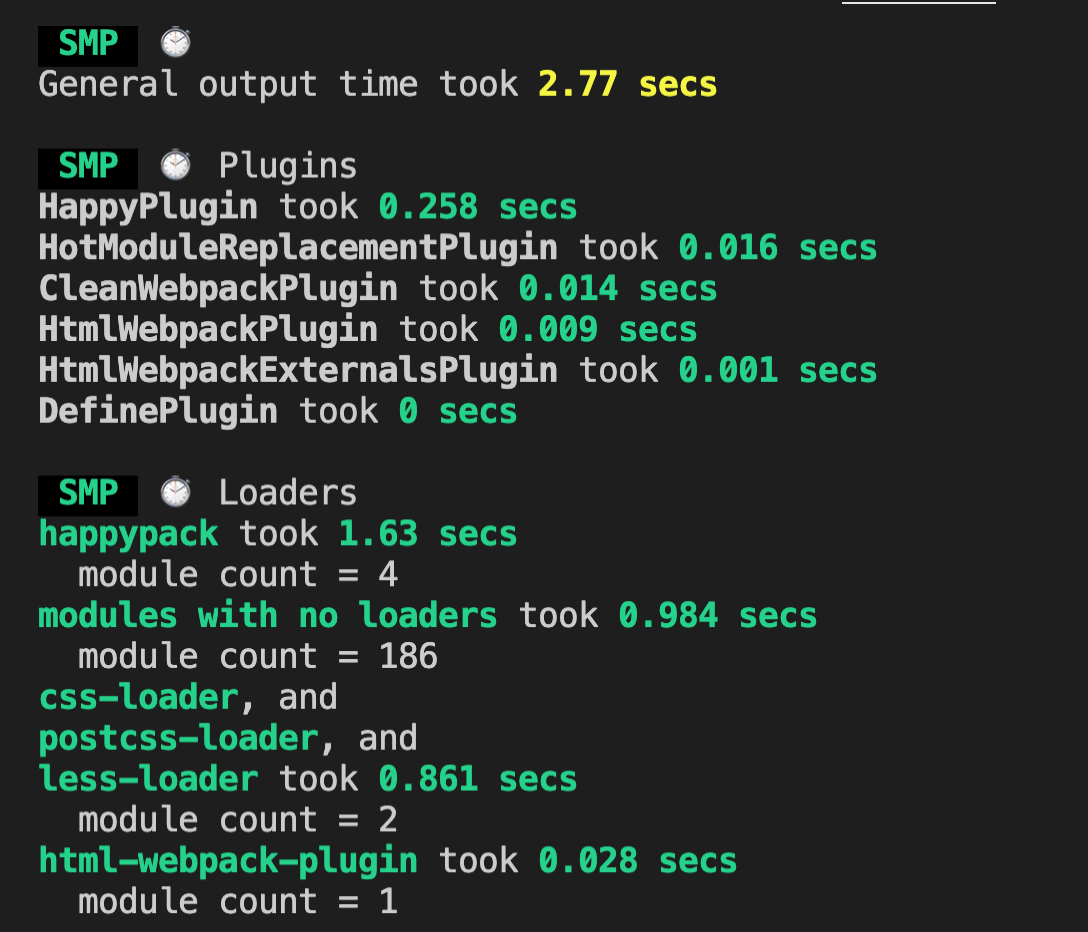 SMP ⏱
General output time took 2.77 secs
SMP ⏱ Plugins
HappyPlugin took 0.258 secs
HotModuleReplacementPlugin took 0.016 secs
CleanWebpackPlugin took 0.014 secs
HtmlWebpackPlugin took 0.009 secs
HtmlWebpackExternalsPlugin took 0.001 secs
DefinePlugin took 0 secs
SMP ⏱ Loaders
happypack took 1.63 secs
module count = 4
modules with no loaders took 0.984 secs
module count = 186
css-loader, and
postcss-loader, and
less-loader took 0.861 secs
module count = 2
html-webpack-plugin took 0.028 secs
module count = 1